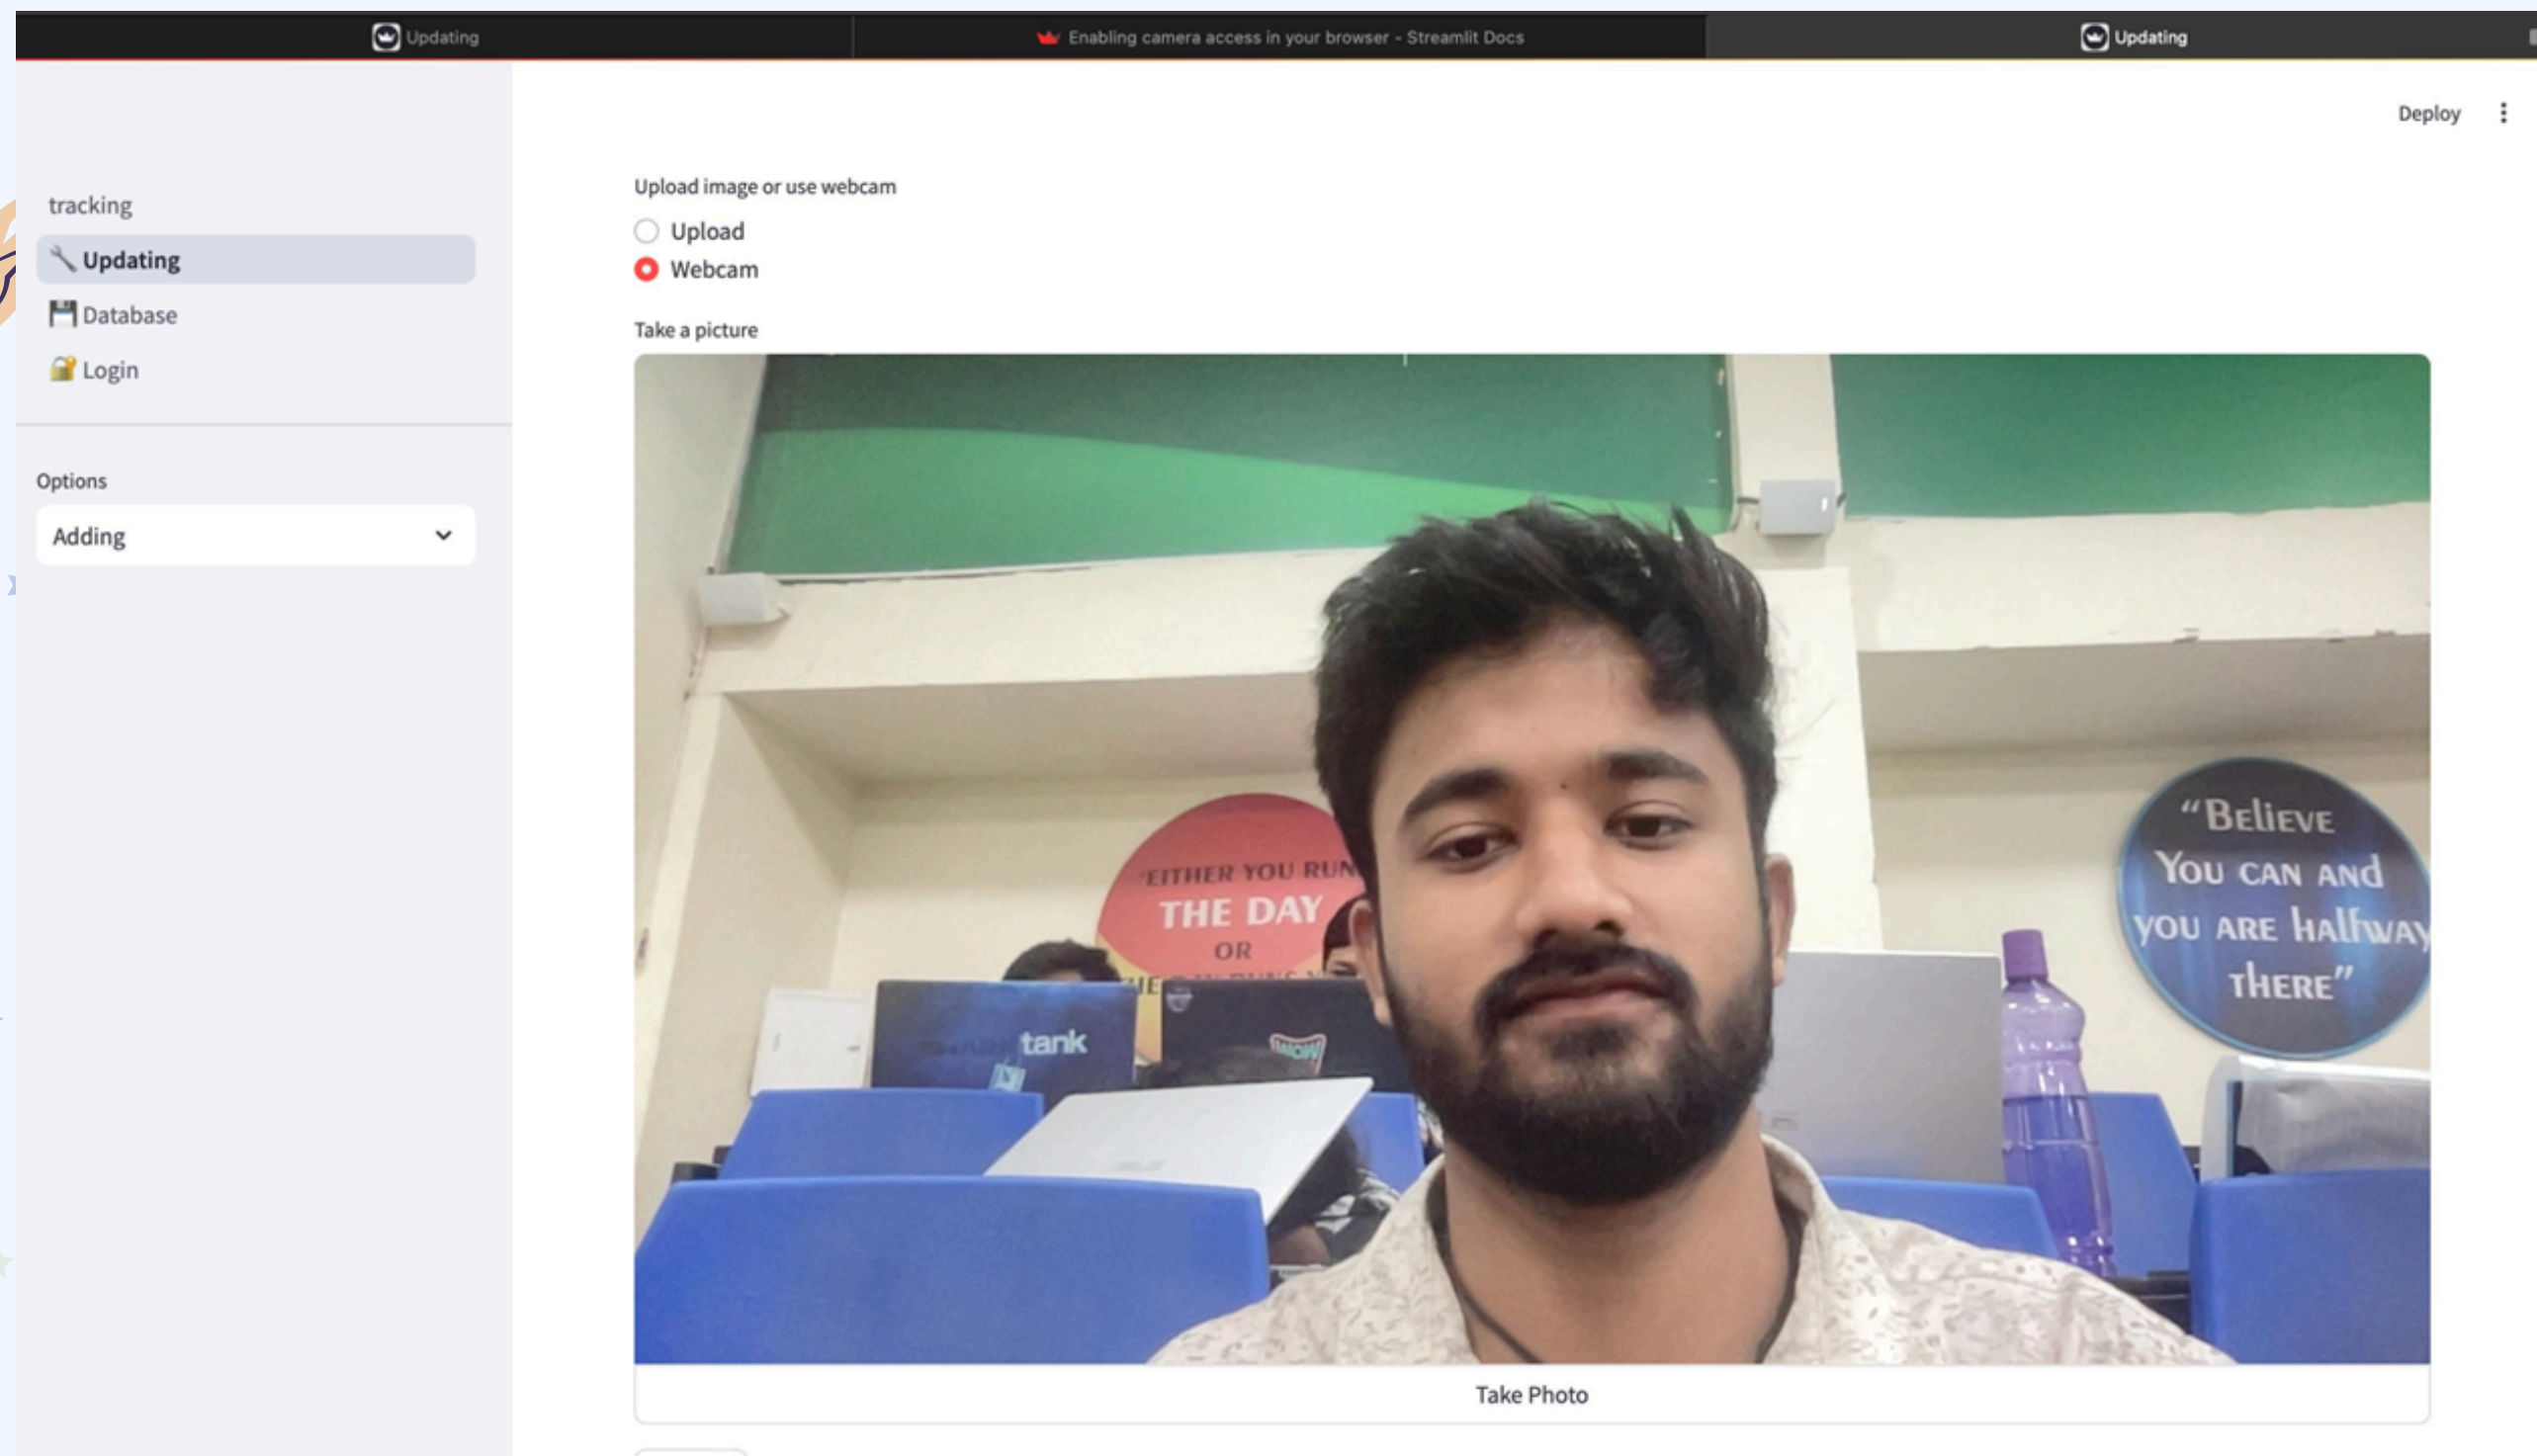 Updating
Enabling camera access in your browser - Streamlit Docs
Updating
Deploy
tracking
Updating
Database
Login
Options
Adding
Upload image or use webcam
Upload
Webcam
Take a picture
'EITHER YOU RUN
THE DAY
OR
tank
WOW
“BELIEVE
YOU CAN AND
YOU ARE HALFWAY
THERE”
Take Photo